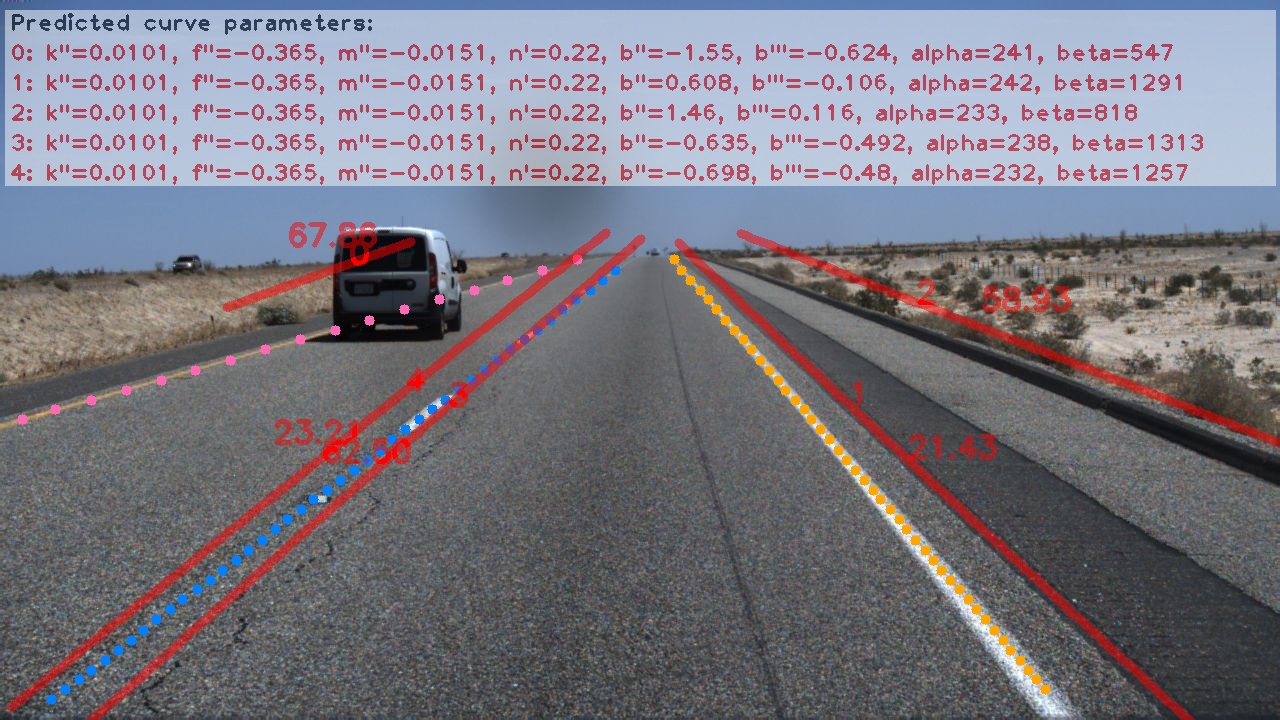 Predicted curve parameters:
0: k''=0.0101, f''=−0.365, m''=−0.0151, n'=0.22, b''=−1.55, b'''=−0.624, alpha=241, beta=547
1: k''=0.0101, f''=−0.365, m''=−0.0151, n'=0.22, b''=0.608, b'''=−0.106, alpha=242, beta=1291
2: k''=0.0101, f''=−0.365, m''=−0.0151, n'=0.22, b''=1.46, b'''=0.116, alpha=233, beta=818
3: k''=0.0101, f''=−0.365, m''=−0.0151, n'=0.22, b''=−0.635, b'''=−0.492, alpha=238, beta=1313
4: k''=0.0101, f''=−0.365, m''=−0.0151, n'=0.22, b''=−0.698, b'''=−0.48, alpha=232, beta=1257
67.86
0
2 58.93
4
3
1
23.21
62.50
21.43